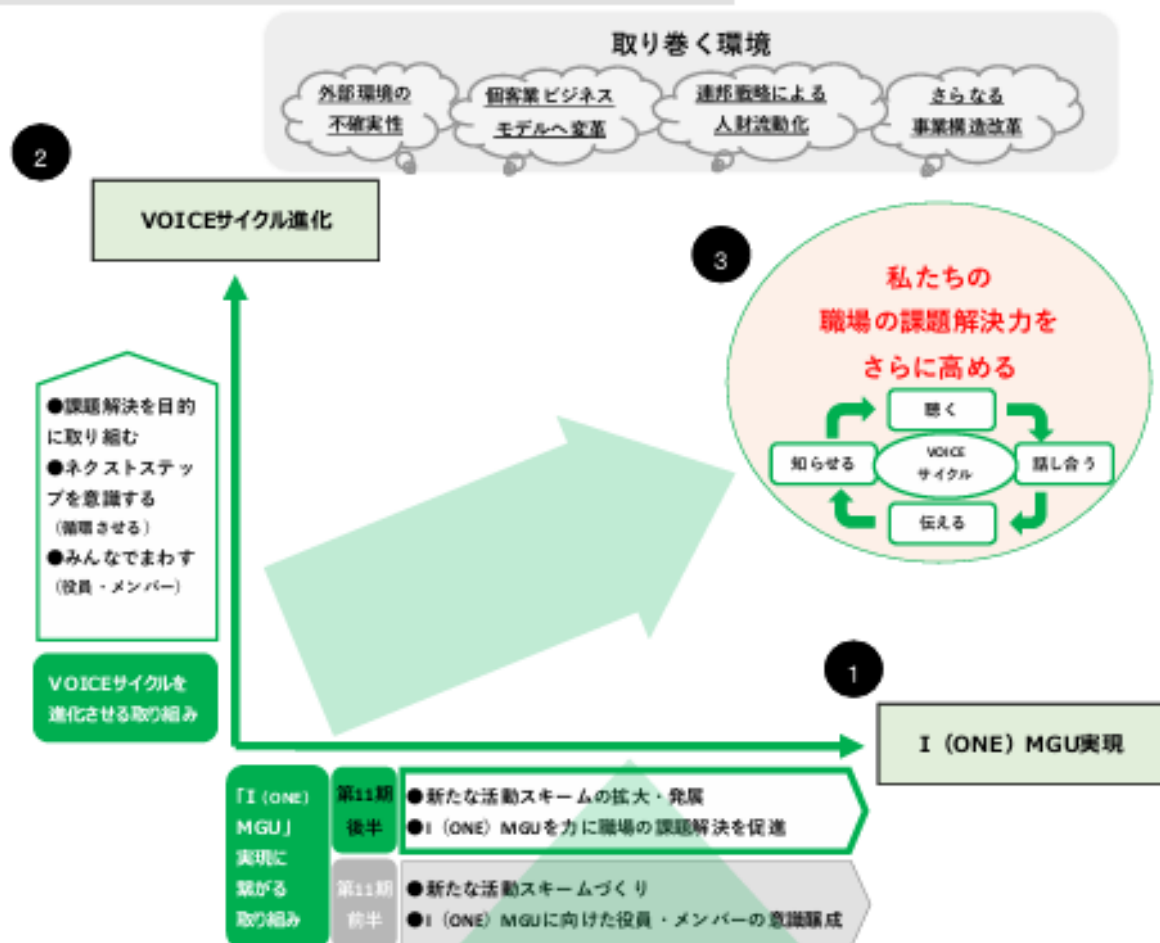 取り巻く環境
外部環境の
不確実性
個客業ビジネス
モデルへ変革
連邦戦略による
人財流動化
さらなる
事業構造改革
2
VOICEサイクル進化
3
私たちの
職場の課題解決力を
さらに高める
聴く
知らせる
VOICE
サイクル
話し合う
伝える
●課題解決を目的
に取り組む
●ネクストステッ
プを意識する
(循環させる)
●みんなでまわす
(役員・メンバー)
VOICEサイクルを
進化させる取り組み
1
I(ONE)MGU実現
「I(ONE)
MGU」
実現に
繋がる
取り組み
第11期
後半
●新たな活動スキームの拡大・発展
●I(ONE)MGUを力に職場の課題解決を促進
第11期
前半
●新たな活動スキームづくり
●I(ONE)MGUに向けた役員・メンバーの意識醸成